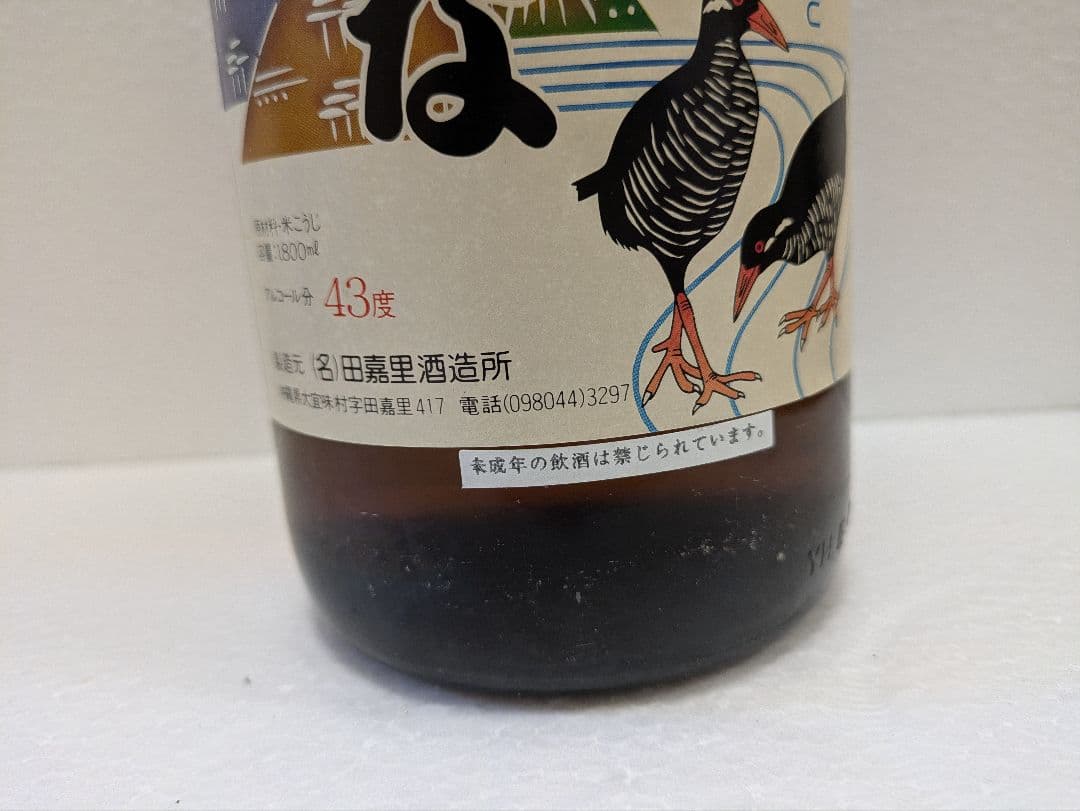 な
原材料・米こうじ
容量：1.800mℓ
アルコール分 43度
製造元 (名)田嘉里酒造所
沖縄県大宜味村字田嘉里417 電話(098044)3297
未成年の飲酒は禁じられています。